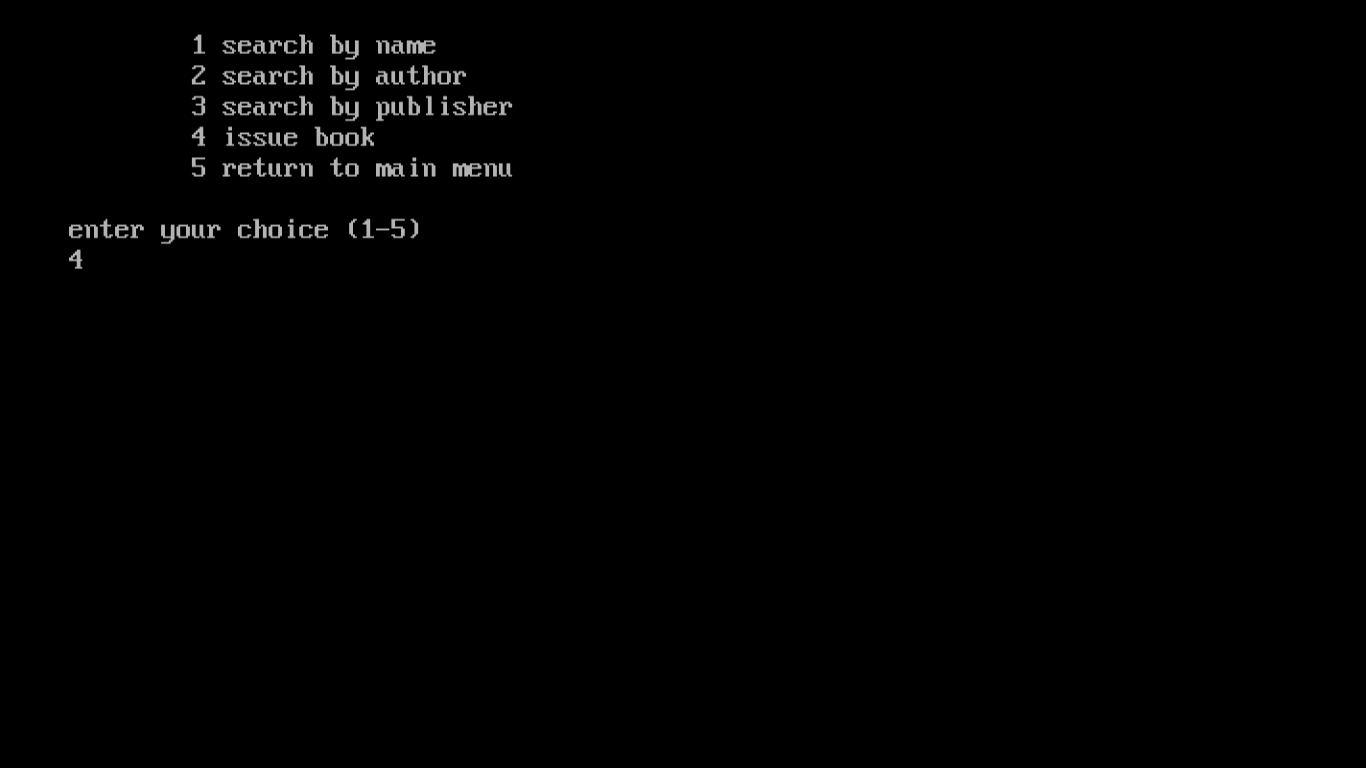 1 search by name
2 search by author
3 search by publisher
4 issue book
5 return to main menu
enter your choice (1-5)
4